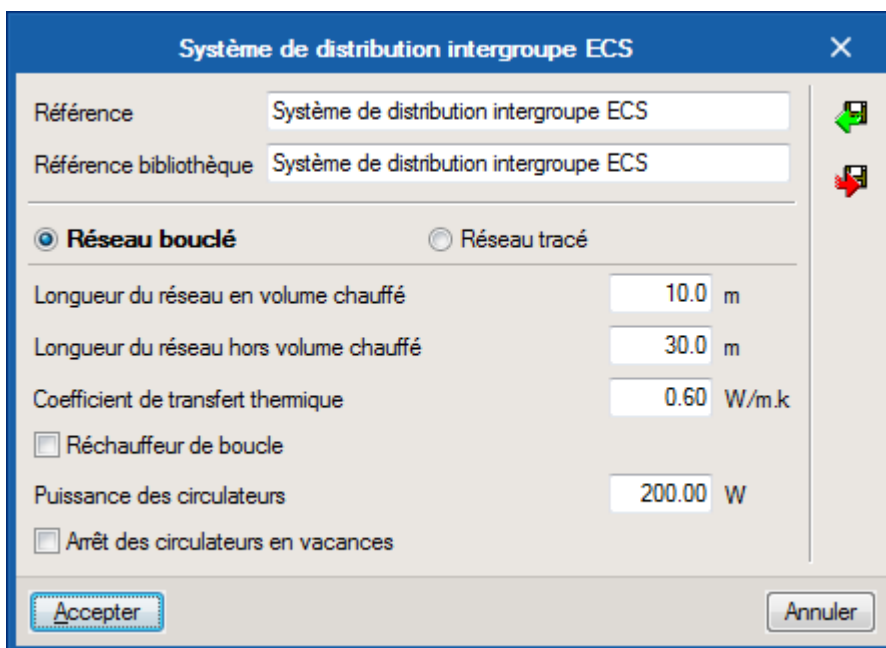 Système de distribution intergroupe ECS
Référence Système de distribution intergroupe ECS
Référence bibliothèque Système de distribution intergroupe ECS
Réseau bouclé Réseau tracé
Longueur du réseau en volume chauffé 10.0 m
Longueur du réseau hors volume chauffé 30.0 m
Coefficient de transfert thermique 0.60 W/m.k
Réchauffeur de boucle
Puissance des circulateurs 200.00 W
Arrêt des circulateurs en vacances
Accepter Annuler